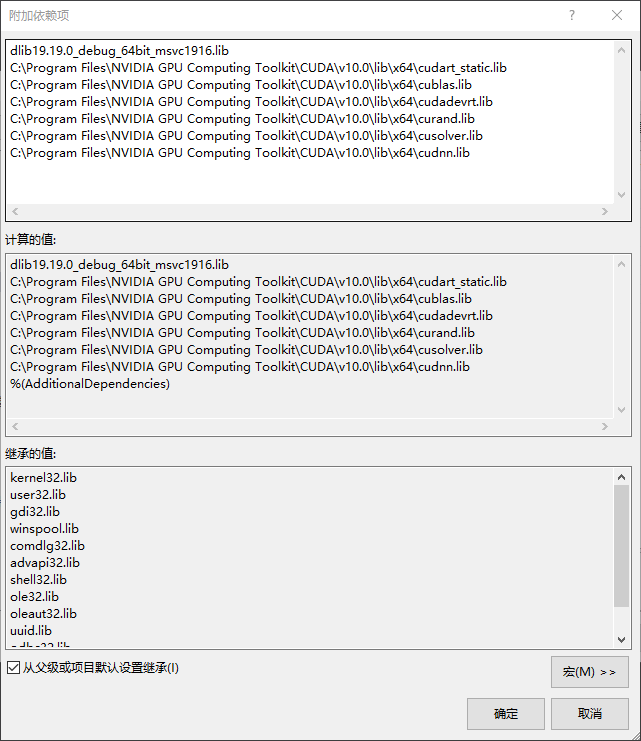 附加依赖项
?
dlib19.19.0_debug_64bit_msvc1916.lib
C:\Program Files\NVIDIA GPU Computing Toolkit\CUDA\v10.0\lib\x64\cudart_static.lib
C:\Program Files\NVIDIA GPU Computing Toolkit\CUDA\v10.0\lib\x64\cublas.lib
C:\Program Files\NVIDIA GPU Computing Toolkit\CUDA\v10.0\lib\x64\cudadevrt.lib
C:\Program Files\NVIDIA GPU Computing Toolkit\CUDA\v10.0\lib\x64\curand.lib
C:\Program Files\NVIDIA GPU Computing Toolkit\CUDA\v10.0\lib\x64\cusolver.lib
C:\Program Files\NVIDIA GPU Computing Toolkit\CUDA\v10.0\lib\x64\cudnn.lib
计算的值:
dlib19.19.0_debug_64bit_msvc1916.lib
C:\Program Files\NVIDIA GPU Computing Toolkit\CUDA\v10.0\lib\x64\cudart_static.lib
C:\Program Files\NVIDIA GPU Computing Toolkit\CUDA\v10.0\lib\x64\cublas.lib
C:\Program Files\NVIDIA GPU Computing Toolkit\CUDA\v10.0\lib\x64\cudadevrt.lib
C:\Program Files\NVIDIA GPU Computing Toolkit\CUDA\v10.0\lib\x64\curand.lib
C:\Program Files\NVIDIA GPU Computing Toolkit\CUDA\v10.0\lib\x64\cusolver.lib
C:\Program Files\NVIDIA GPU Computing Toolkit\CUDA\v10.0\lib\x64\cudnn.lib
%(AdditionalDependencies)
继承的值:
kernel32.lib
user32.lib
gdi32.lib
winspool.lib
comdlg32.lib
advapi32.lib
shell32.lib
ole32.lib
oleaut32.lib
uuid.lib
从父级或项目默认设置继承(I)
宏(M) >>
确定
取消